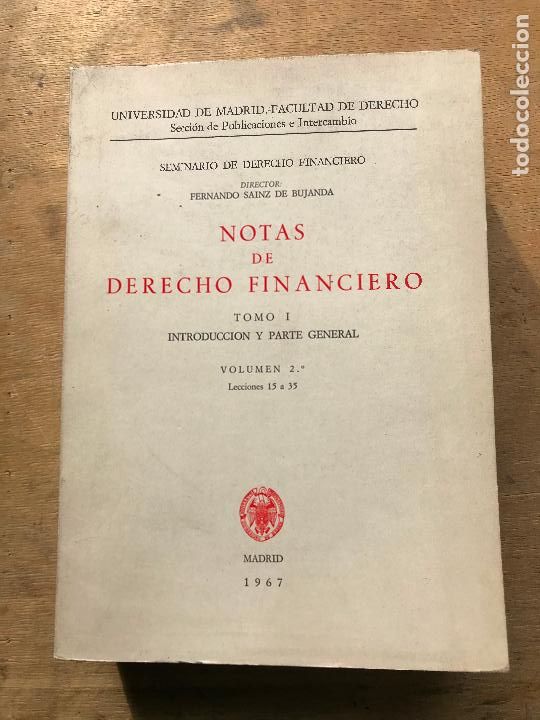 UNIVERSIDAD DE MADRID.-FACULTAD DE DERECHO
Sección de Publicaciones e Intercambio
SEMINARIO DE DERECHO FINANCIERO
DIRECTOR:
FERNANDO SAINZ DE BUJANDA
NOTAS
DE
DERECHO FINANCIERO
TOMO I
INTRODUCCION Y PARTE GENERAL
VOLUMEN 2.º
Lecciones 15 a 35
MADRID
1967
todocoleccion